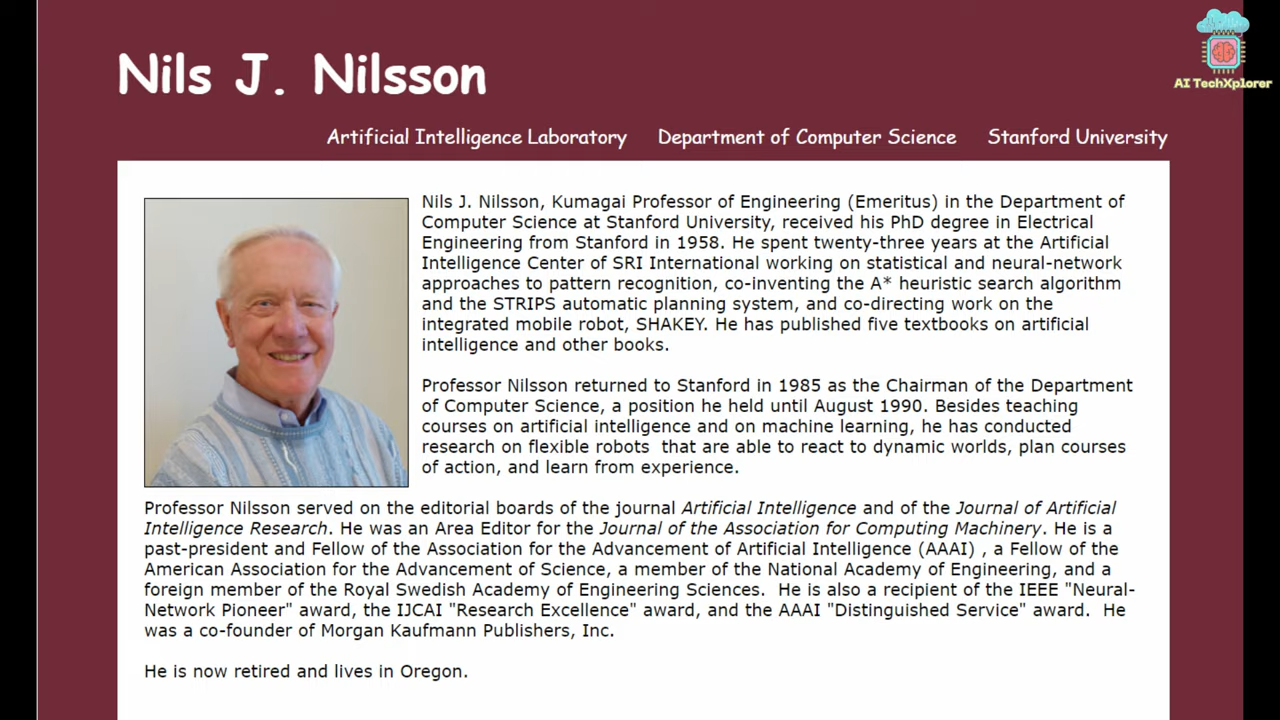 Nils J. Nilsson
AI TechXplorer
Artificial Intelligence Laboratory Department of Computer Science Stanford University
Nils J. Nilsson, Kumagai Professor of Engineering (Emeritus) in the Department of
Computer Science at Stanford University, received his PhD degree in Electrical
Engineering from Stanford in 1958. He spent twenty-three years at the Artificial
Intelligence Center of SRI International working on statistical and neural-network
approaches to pattern recognition, co-inventing the A* heuristic search algorithm
and the STRIPS automatic planning system, and co-directing work on the
integrated mobile robot, SHAKEY. He has published five textbooks on artificial
intelligence and other books.
Professor Nilsson returned to Stanford in 1985 as the Chairman of the Department
of Computer Science, a position he held until August 1990. Besides teaching
courses on artificial intelligence and on machine learning, he has conducted
research on flexible robots  that are able to react to dynamic worlds, plan courses
of action, and learn from experience.
Professor Nilsson served on the editorial boards of the journal Artificial Intelligence and of the Journal of Artificial
Intelligence Research. He was an Area Editor for the Journal of the Association for Computing Machinery. He is a
past-president and Fellow of the Association for the Advancement of Artificial Intelligence (AAAI) , a Fellow of the
American Association for the Advancement of Science, a member of the National Academy of Engineering, and a
foreign member of the Royal Swedish Academy of Engineering Sciences.  He is also a recipient of the IEEE "Neural-
Network Pioneer" award, the IJCAI "Research Excellence" award, and the AAAI "Distinguished Service" award.  He
was a co-founder of Morgan Kaufmann Publishers, Inc.
He is now retired and lives in Oregon.